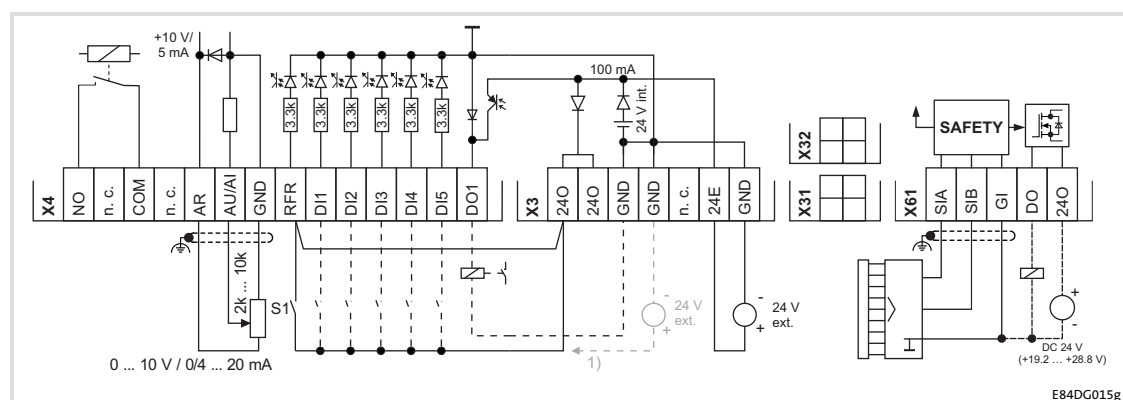 +10 V/
5 mA
3.3k
3.3k
3.3k
3.3k
3.3k
3.3k
100 mA
24 V int.
SAFETY
X4
NO
n. c.
COM
n. c.
AR
AU/AI
GND
RFR
DI1
DI2
DI3
DI4
DI5
DO1
X3
24O
24O
GND
GND
n. c.
24E
GND
X32
X31
X61
SIA
SIB
GI
DO
24O
2k ... 10k
S1
-
24 V
ext.
+
-
24 V
ext.
+
+
-
1)
0 ... 10 V / 0/4 ... 20 mA
DC 24 V
(+19.2 ... +28.8 V)
E84DG015g